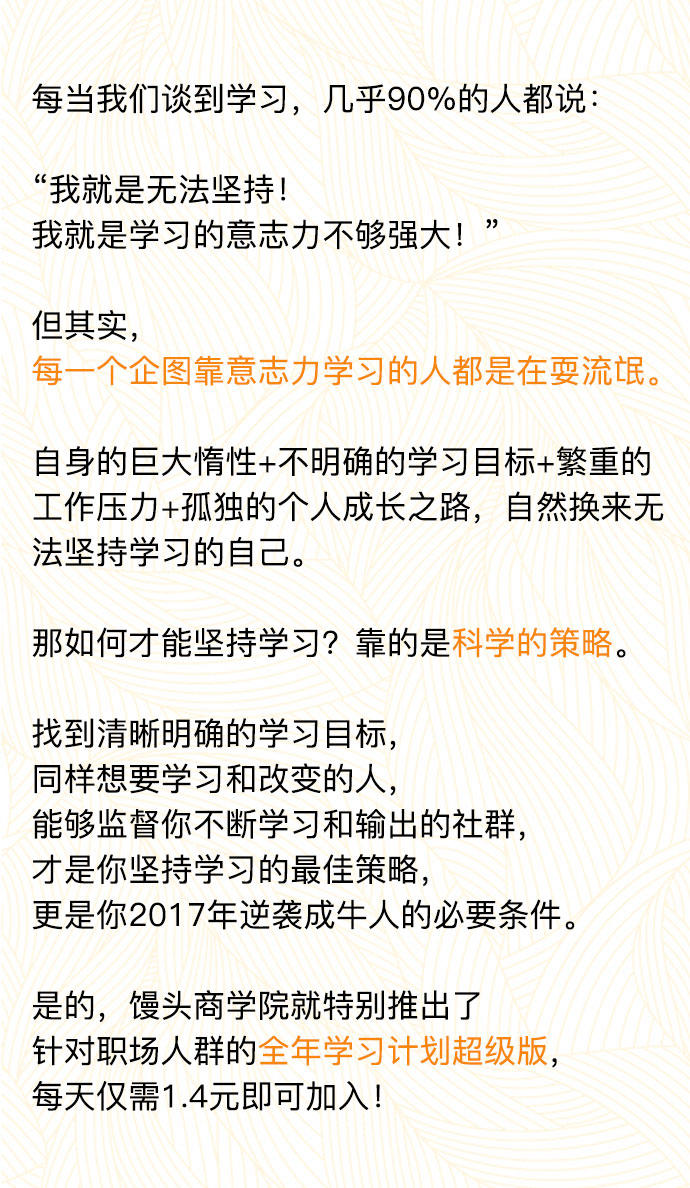 每当我们谈到学习，几乎90%的人都说：
“我就是无法坚持！
我就是学习的意志力不够强大！”
但其实，
每一个企图靠意志力学习的人都是在耍流氓。
自身的巨大惰性+不明确的学习目标+繁重的
工作压力+孤独的个人成长之路，自然换来无
法坚持学习的自己。
那如何才能坚持学习？靠的是科学的策略。
找到清晰明确的学习目标，
同样想要学习和改变的人，
能够监督你不断学习和输出的社群，
才是你坚持学习的最佳策略，
更是你2017年逆袭成牛人的必要条件。
是的，馒头商学院就特别推出了
针对职场人群的全年学习计划超级版，
每天仅需1.4元即可加入！